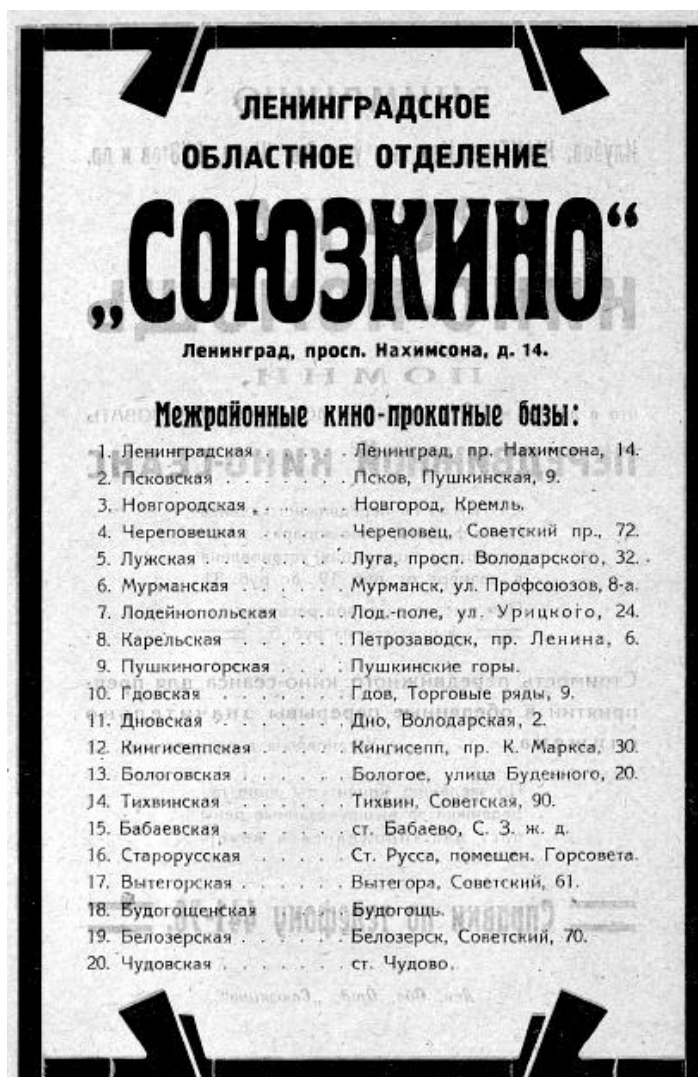 ЛЕНИНГРАДСКОЕ
ОБЛАСТНОЕ ОТДЕЛЕНИЕ
„СОЮЗКИНО“
Ленинград, просп. Нахимсона, д. 14.
Межрайонные кино-прокатные базы:
1. Ленинградская . . . . . Ленинград, пр. Нахимсона, 14.
2. Псковская . . . . . . . Псков, Пушкинская, 9.
3. Новгородская . . . . . Новгород, Кремль.
4. Череповецкая . . . . . Череповец, Советский пр., 72.
5. Лужская . . . . . . . . Луга, просп. Володарского, 32.
6. Мурманская . . . . . . Мурманск, ул. Профсоюзов, 8-а.
7. Лодейнопольская . . . . Лод.-поле, ул. Урицкого, 24.
8. Карельская . . . . . . Петрозаводск, пр. Ленина, 6.
9. Пушкиногорская . . . . Пушкинские горы.
10. Гдовская . . . . . . . Гдов, Торговые ряды, 9.
11. Дновская . . . . . . . Дно, Володарская, 2.
12. Кингисеппская . . . . . Кингисепп, пр. К. Маркса, 30.
13. Бологовская . . . . . . Бологое, улица Буденного, 20.
14. Тихвинская . . . . . . Тихвин, Советская, 90.
15. Бабаевская . . . . . . ст. Бабаево, С. З. ж. д.
16. Старорусская . . . . . Ст. Русса, помещен. Горсовета.
17. Вытегорская . . . . . . Вытегора, Советский, 61.
18. Будогощенская . . . . Будогощь.
19. Белозерская . . . . . . Белозерск, Советский, 70.
20. Чудовская . . . . . . . ст. Чудово.